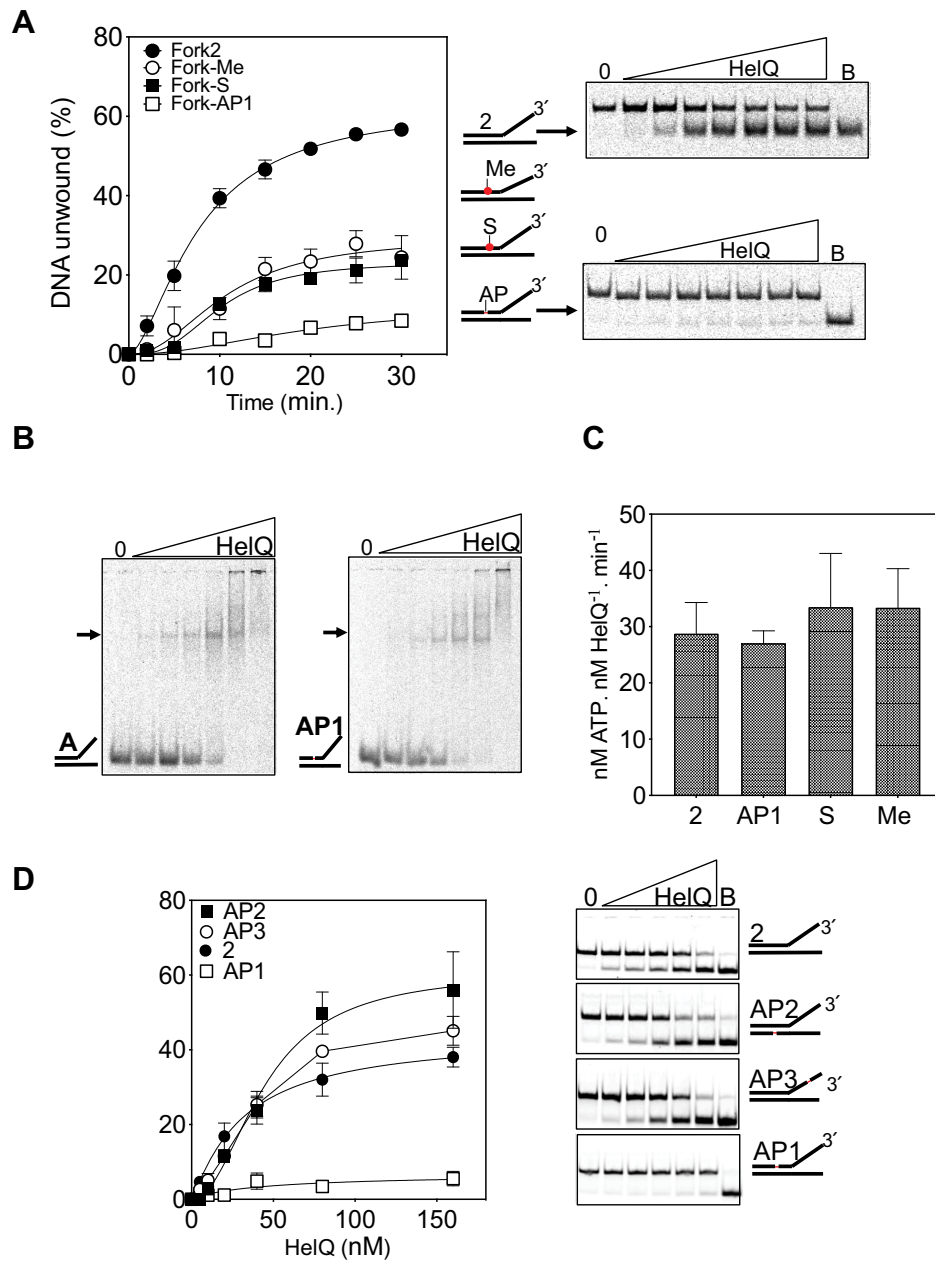 A
80
60
40
20
0
DNA unwound (%)
Fork2
Fork-Me
Fork-S
Fork-AP1
0 10 20 30
Time (min.)
2 3′
Me 3′
S 3′
AP 3′
0 HelQ B
0 HelQ B
B
0 HelQ
A
0 HelQ
AP1
C
50
40
30
20
10
0
nM ATP. nM HelQ⁻¹. min⁻¹
2 AP1 S Me
D
80
60
40
20
0
AP2
AP3
2
AP1
0 50 100 150
HelQ (nM)
0 HelQ B
2 3′
AP2 3′
AP3 3′
AP1 3′